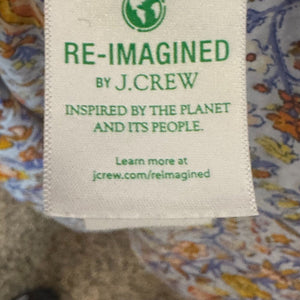 RE-IMAGINED
BY J.CREW
INSPIRED BY THE PLANET
AND ITS PEOPLE.
Learn more at
jcrew.com/reimagined